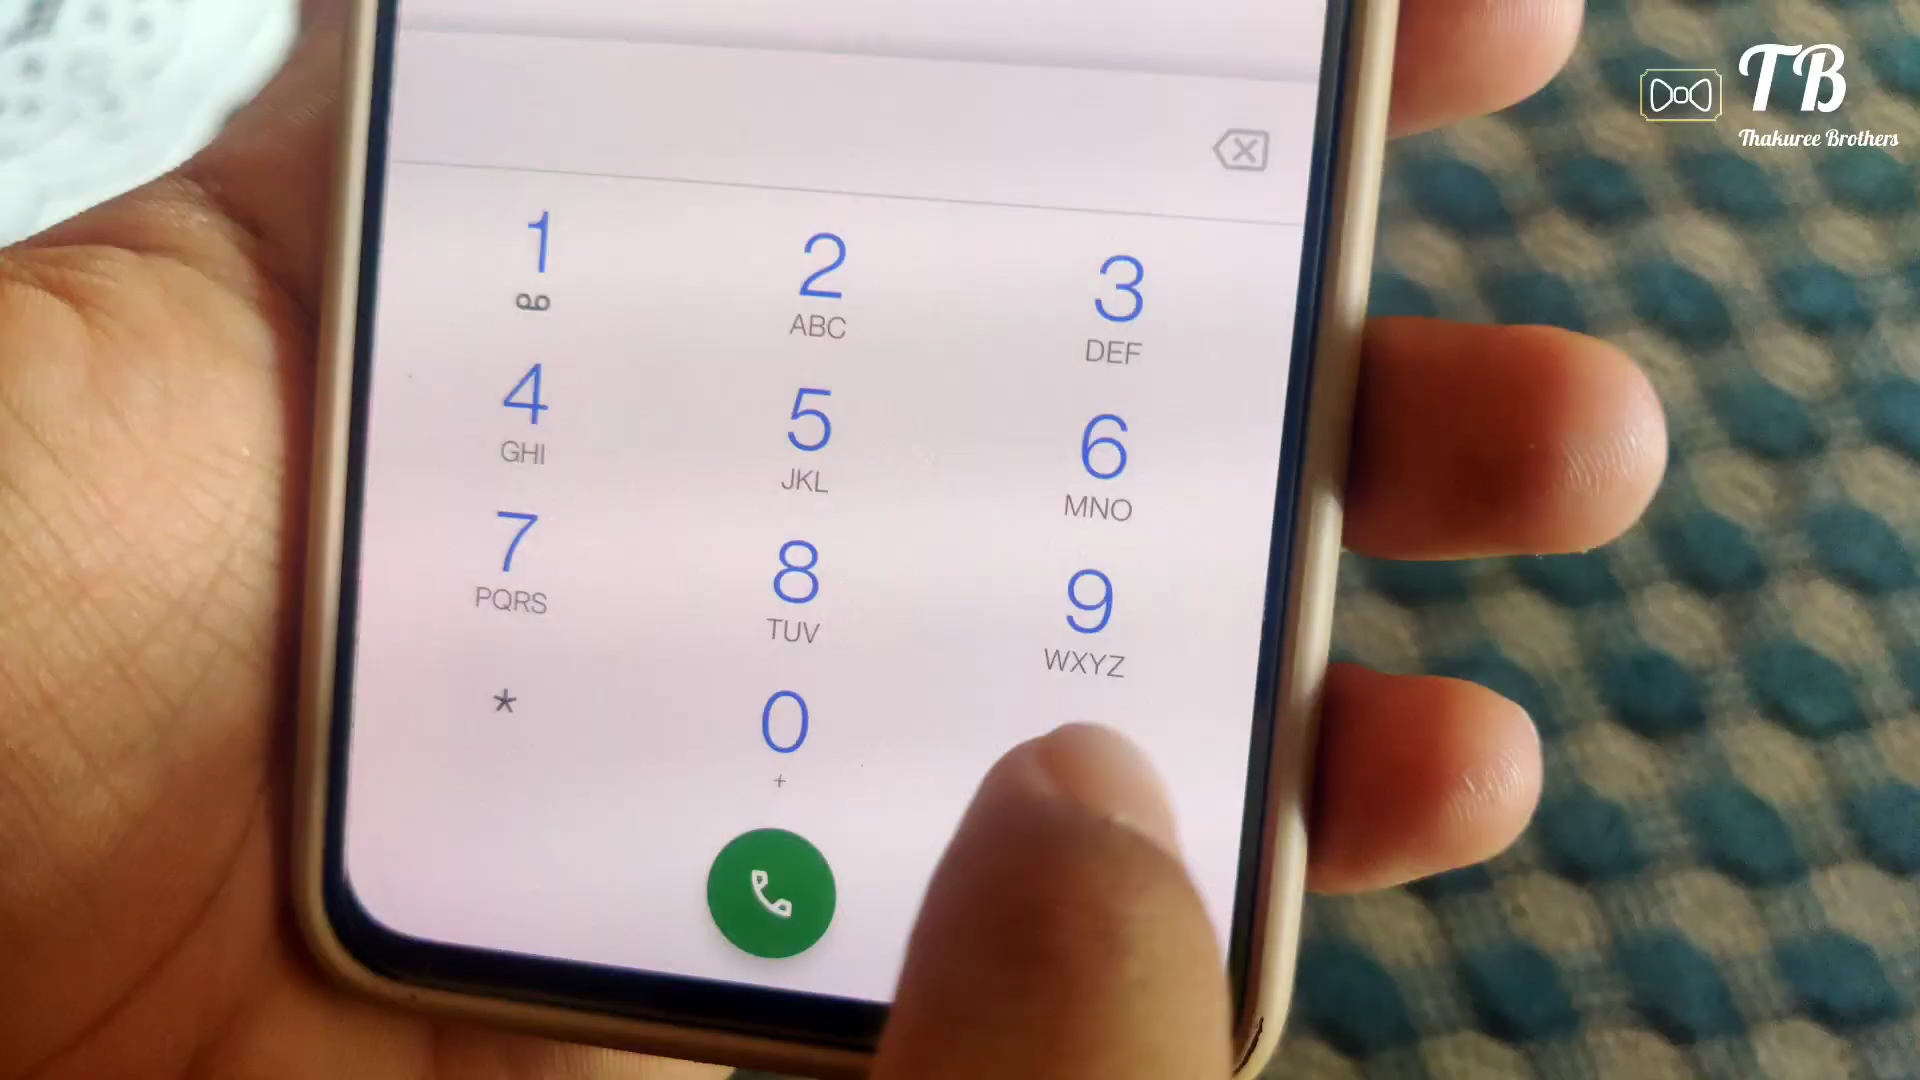 TB
Thakuree Brothers
1 2 3
ABC DEF
4 5 6
GHI JKL MNO
7 8 9
PQRS TUV WXYZ
* 0
+